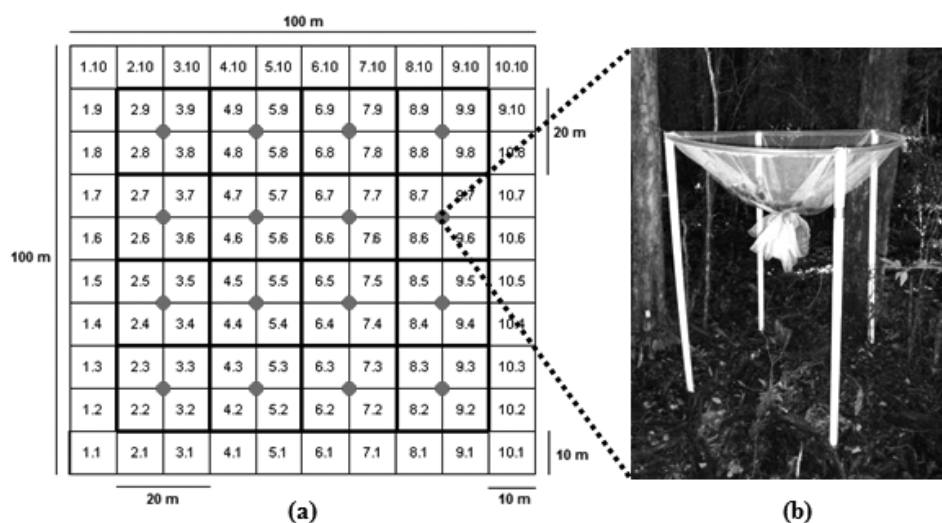 100 m
1.10 2.10 3.10 4.10 5.10 6.10 7.10 8.10 9.10 10.10
1.9 2.9 3.9 4.9 5.9 6.9 7.9 8.9 9.9 9.10
20 m
1.8 2.8 3.8 4.8 5.8 6.8 7.8 8.8 9.8 10.8
1.7 2.7 3.7 4.7 5.7 6.7 7.7 8.7 9.7 10.7
1.6 2.6 3.6 4.6 5.6 6.6 7.6 8.6 9.6 10.6
100 m
1.5 2.5 3.5 4.5 5.5 6.5 7.5 8.5 9.5 10.5
1.4 2.4 3.4 4.4 5.4 6.4 7.4 8.4 9.4 10.4
1.3 2.3 3.3 4.3 5.3 6.3 7.3 8.3 9.3 10.3
1.2 2.2 3.2 4.2 5.2 6.2 7.2 8.2 9.2 10.2
1.1 2.1 3.1 4.1 5.1 6.1 7.1 8.1 9.1 10.1
10 m
20 m
10 m
(a)
(b)